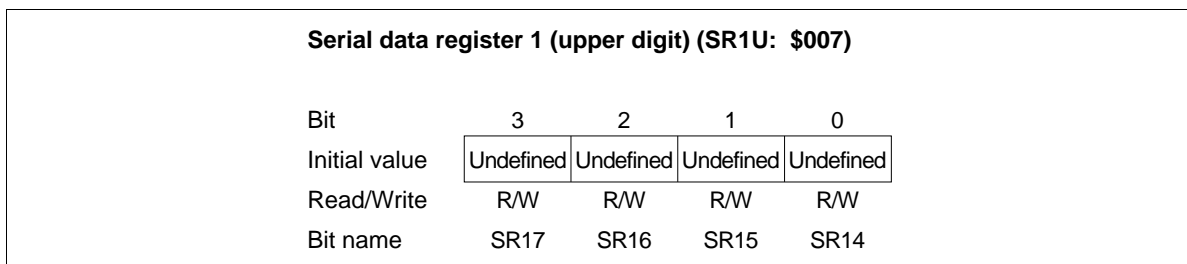 Serial data register 1 (upper digit) (SR1U: $007)
Bit 3 2 1 0
Initial value Undefined Undefined Undefined Undefined
Read/Write R/W R/W R/W R/W
Bit name SR17 SR16 SR15 SR14